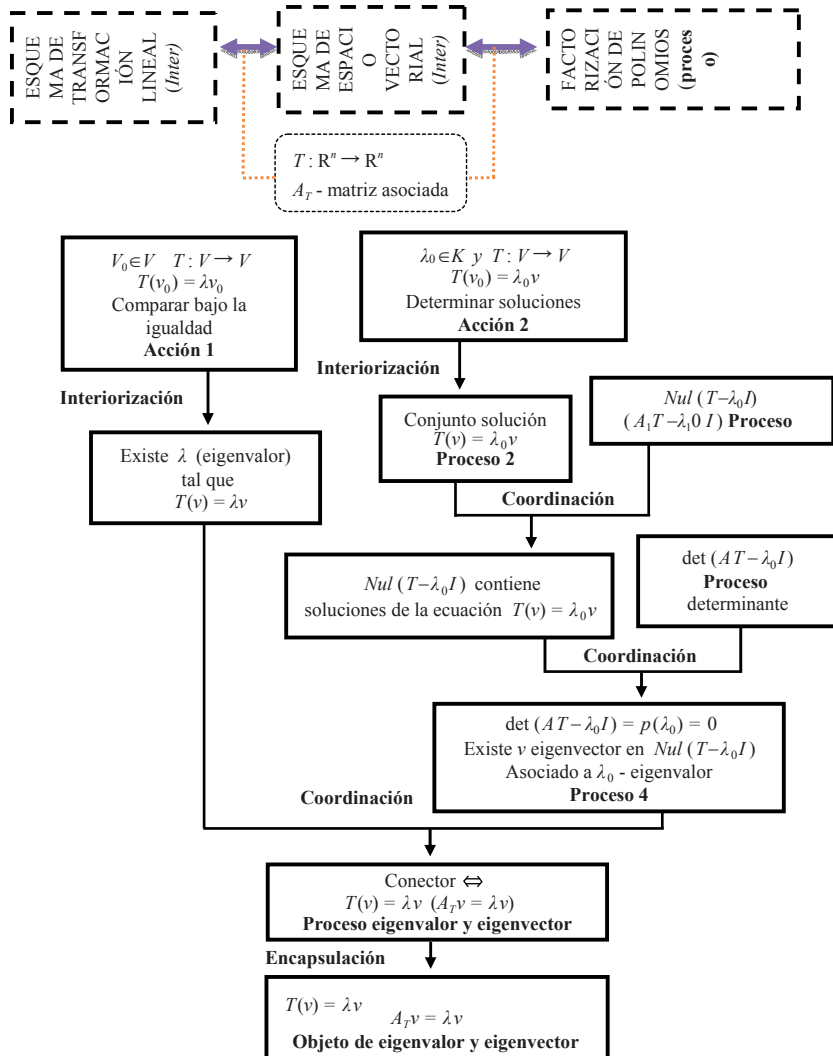 ESQUE
MA DE
TRANSF
ORMAC
IÓN
LINEAL
(Inter)
ESQUE
MA DE
ESPACI
O
VECTO
RIAL
(Inter)
FACTO
RIZACI
ÓN DE
POLIN
OMIOS
(proces
o)
T : Rⁿ → Rⁿ
A_T - matriz asociada
V₀∈V T : V → V
T(v₀) = λv₀
Comparar bajo la
igualdad
Acción 1
λ₀∈K y T : V → V
T(v₀) = λ₀v
Determinar soluciones
Acción 2
Interiorización
Interiorización
Existe λ (eigenvalor)
tal que
T(v) = λv
Conjunto solución
T(v) = λ₀v
Proceso 2
Nul (T−λ₀I)
(A₁T−λ₁0 I) Proceso
Coordinación
Nul (T−λ₀I) contiene
soluciones de la ecuación T(v) = λ₀v
det (AT−λ₀I)
Proceso
determinante
Coordinación
det (AT−λ₀I) = p(λ₀) = 0
Existe v eigenvector en Nul (T−λ₀I)
Asociado a λ₀ - eigenvalor
Proceso 4
Coordinación
Conector ⇔
T(v) = λv (A_T v = λv)
Proceso eigenvalor y eigenvector
Encapsulación
T(v) = λv
A_T v = λv
Objeto de eigenvalor y eigenvector